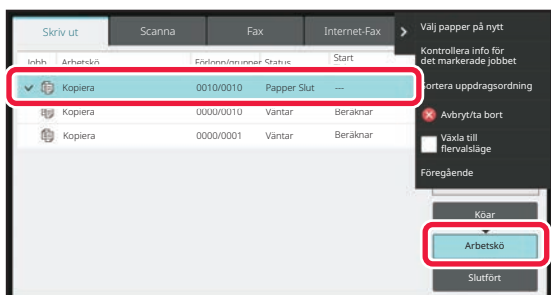 Skriv ut
Scanna
Fax
Internet-Fax
Välj papper på nytt
Kontrollera info för
det markerade jobbet
Sortera uppdragsordning
Avbryt/ta bort
Växla till
flervalsläge
Föregående
Jobb Arbetskö Förlopp/grupper Status Start
Kopiera 0010/0010 Papper Slut ---
Kopiera 0000/0010 Väntar Beräknar
Kopiera 0000/0001 Väntar Beräknar
Köar
Arbetskö
Slutfört